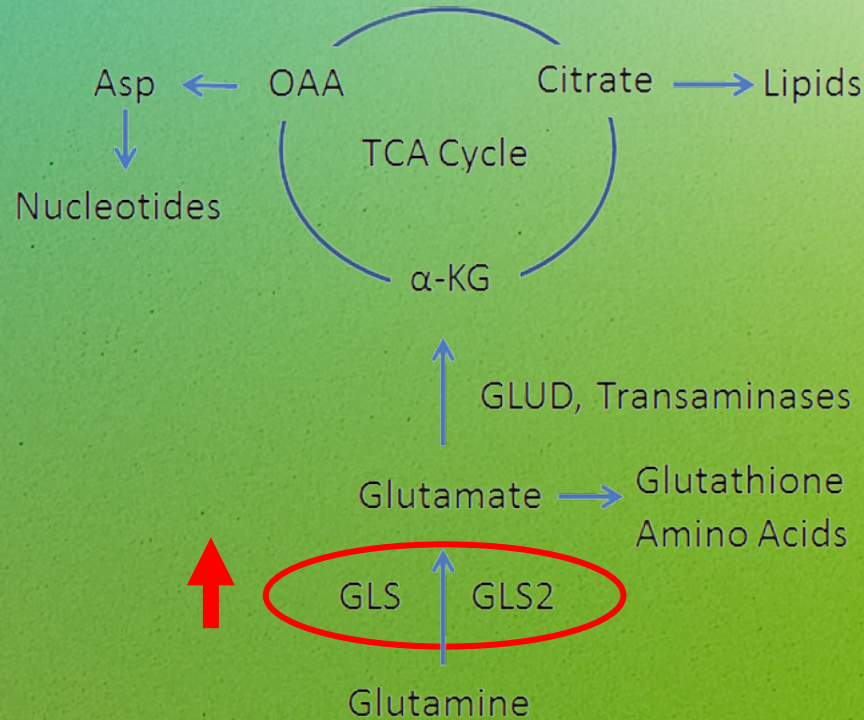 Asp OAA Citrate Lipids
TCA Cycle
Nucleotides
α-KG
GLUD, Transaminases
Glutamate Glutathione
Amino Acids
GLS GLS2
Glutamine